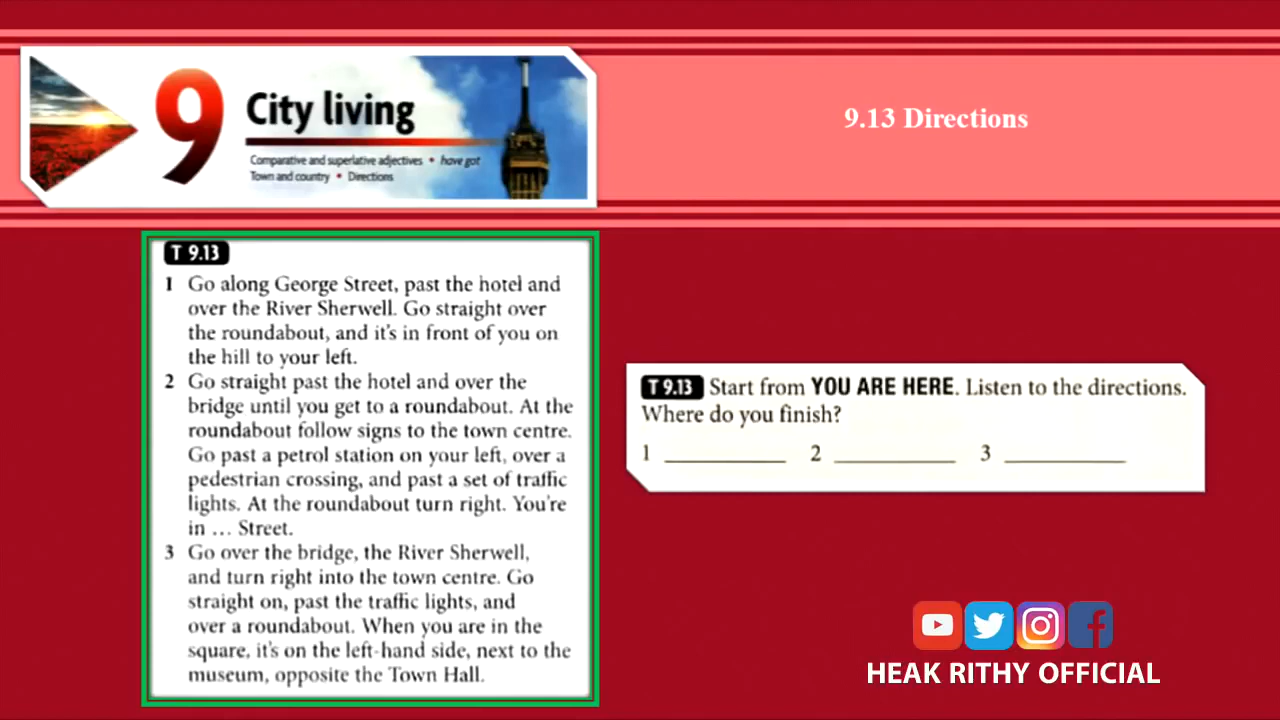 9
City living
Comparative and superlative adjectives • have got
Town and country • Directions
9.13 Directions
T 9.13
1 Go along George Street, past the hotel and
over the River Sherwell. Go straight over
the roundabout, and it's in front of you on
the hill to your left.
2 Go straight past the hotel and over the
bridge until you get to a roundabout. At the
roundabout follow signs to the town centre.
Go past a petrol station on your left, over a
pedestrian crossing, and past a set of traffic
lights. At the roundabout turn right. You're
in … Street.
3 Go over the bridge, the River Sherwell,
and turn right into the town centre. Go
straight on, past the traffic lights, and
over a roundabout. When you are in the
square, it's on the left-hand side, next to the
museum, opposite the Town Hall.
T 9.13 Start from YOU ARE HERE. Listen to the directions.
Where do you finish?
1 __________ 2 __________ 3 __________
HEAK RITHY OFFICIAL